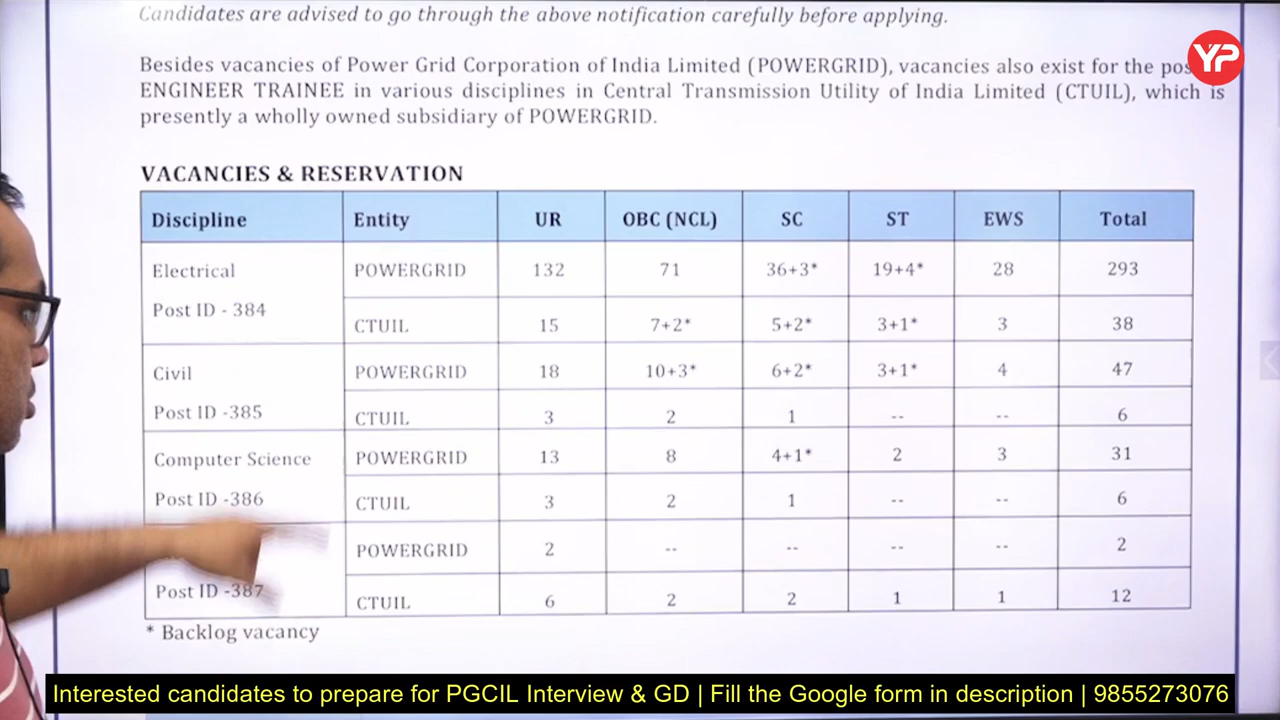 Candidates are advised to go through the above notification carefully before applying.
YP
Besides vacancies of Power Grid Corporation of India Limited (POWERGRID), vacancies also exist for the
ENGINEER TRAINEE in various disciplines in Central Transmission Utility of India Limited (CTUIL), which is
presently a wholly owned subsidiary of POWERGRID.
VACANCIES & RESERVATION
Discipline Entity UR OBC (NCL) SC ST EWS Total
Electrical POWERGRID 132 71 36+3* 19+4* 28 293
Post ID - 384
CTUIL 15 7+2* 5+2* 3+1* 3 38
Civil POWERGRID 18 10+3* 6+2* 3+1* 4 47
Post ID -385
CTUIL 3 2 1 -- -- 6
Computer Science POWERGRID 13 8 4+1* 2 3 31
Post ID -386
CTUIL 3 2 1 -- -- 6
POWERGRID 2 -- -- -- -- 2
Post ID -387
CTUIL 6 2 2 1 1 12
* Backlog vacancy
Interested candidates to prepare for PGCIL Interview & GD | Fill the Google form in description | 9855273076